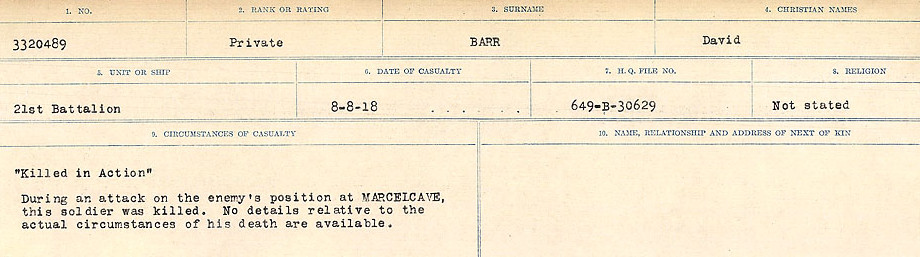 1. NO. 2. RANK OR RATING 3. SURNAME 4. CHRISTIAN NAMES
3320489 Private BARR David
5. UNIT OR SHIP 6. DATE OF CASUALTY 7. H.Q. FILE NO. 8. RELIGION
21st Battalion 8-8-18 . . . . . . . 649-B-30629 Not stated
9. CIRCUMSTANCES OF CASUALTY 10. NAME, RELATIONSHIP AND ADDRESS OF NEXT OF KIN
"Killed in Action"
During an attack on the enemy's position at MARCELCAVE,
this soldier was killed. No details relative to the
actual circumstances of his death are available.